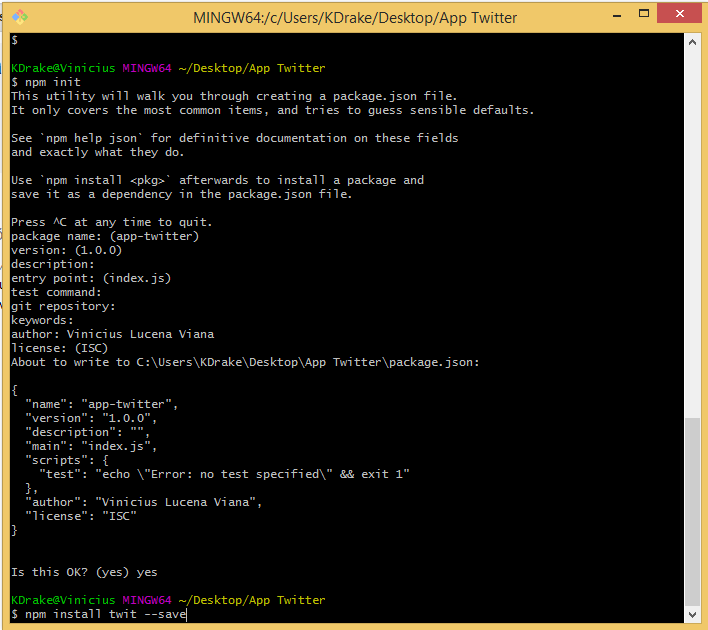 MINGW64:/c/Users/KDrake/Desktop/App Twitter
$
KDrake@Vinicius MINGW64 ~/Desktop/App Twitter
$ npm init
This utility will walk you through creating a package.json file.
It only covers the most common items, and tries to guess sensible defaults.
See `npm help json` for definitive documentation on these fields
and exactly what they do.
Use `npm install <pkg>` afterwards to install a package and
save it as a dependency in the package.json file.
Press ^C at any time to quit.
package name: (app-twitter)
version: (1.0.0)
description:
entry point: (index.js)
test command:
git repository:
keywords:
author: Vinicius Lucena Viana
license: (ISC)
About to write to C:\Users\KDrake\Desktop\App Twitter\package.json:
{
  "name": "app-twitter",
  "version": "1.0.0",
  "description": "",
  "main": "index.js",
  "scripts": {
    "test": "echo \"Error: no test specified\" && exit 1"
  },
  "author": "Vinicius Lucena Viana",
  "license": "ISC"
}
Is this OK? (yes) yes
KDrake@Vinicius MINGW64 ~/Desktop/App Twitter
$ npm install twit --save